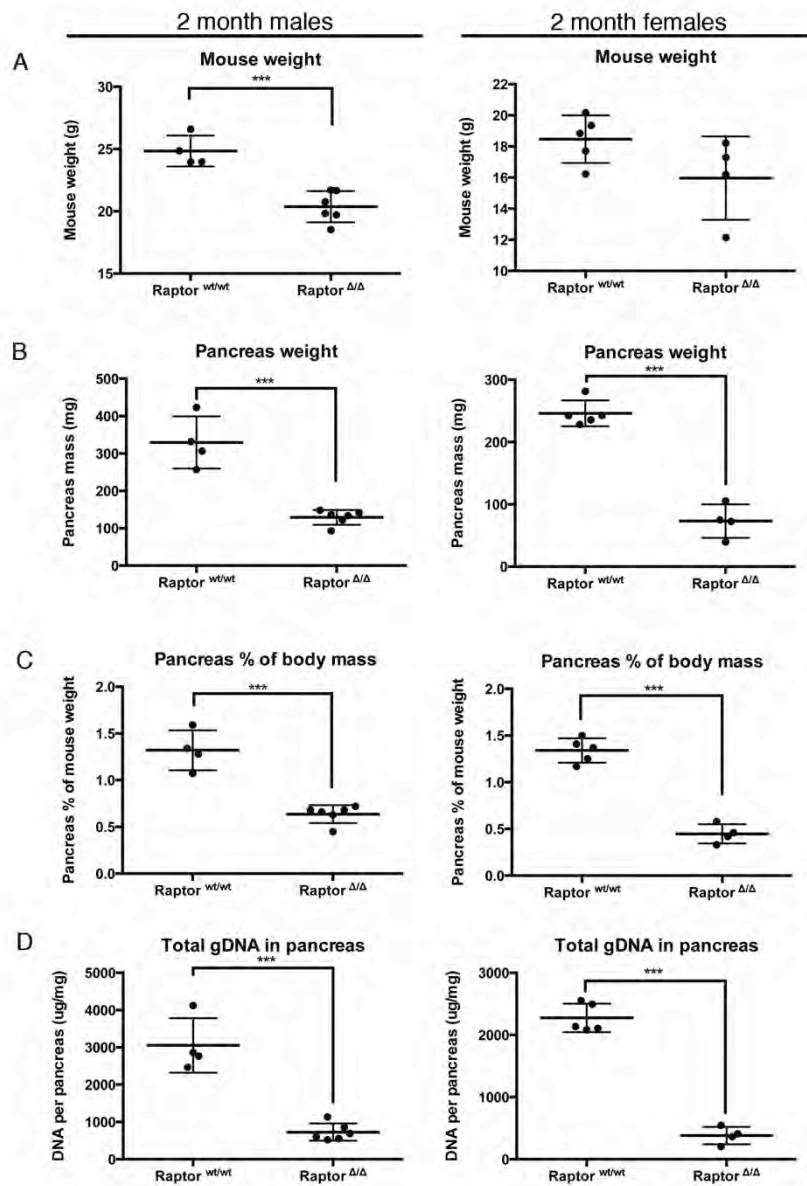 2 month males
2 month females
A
Mouse weight
***
Mouse weight (g)
30
25
20
15
Raptor wt/wt
Raptor Δ/Δ
Mouse weight
Mouse weight (g)
22
20
18
16
14
12
10
Raptor wt/wt
Raptor Δ/Δ
B
Pancreas weight
***
Pancreas mass (mg)
500
400
300
200
100
0
Raptor wt/wt
Raptor Δ/Δ
Pancreas weight
***
Pancreas mass (mg)
300
200
100
0
Raptor wt/wt
Raptor Δ/Δ
C
Pancreas % of body mass
***
Pancreas % of mouse weight
2.0
1.5
1.0
0.5
0.0
Raptor wt/wt
Raptor Δ/Δ
Pancreas % of body mass
***
Pancreas % of mouse weight
2.0
1.5
1.0
0.5
0.0
Raptor wt/wt
Raptor Δ/Δ
D
Total gDNA in pancreas
***
DNA per pancreas (ug/mg)
5000
4000
3000
2000
1000
0
Raptor wt/wt
Raptor Δ/Δ
Total gDNA in pancreas
***
DNA per pancreas (ug/mg)
3000
2000
1000
0
Raptor wt/wt
Raptor Δ/Δ